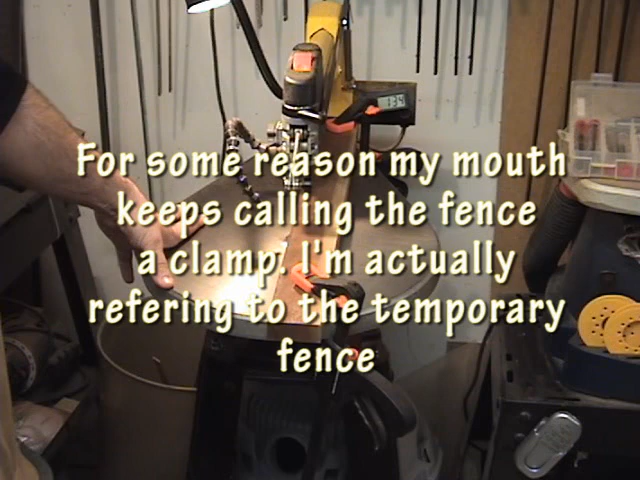 For some reason my mouth
keeps calling the fence
a clamp. I'm actually
refering to the temporary
fence